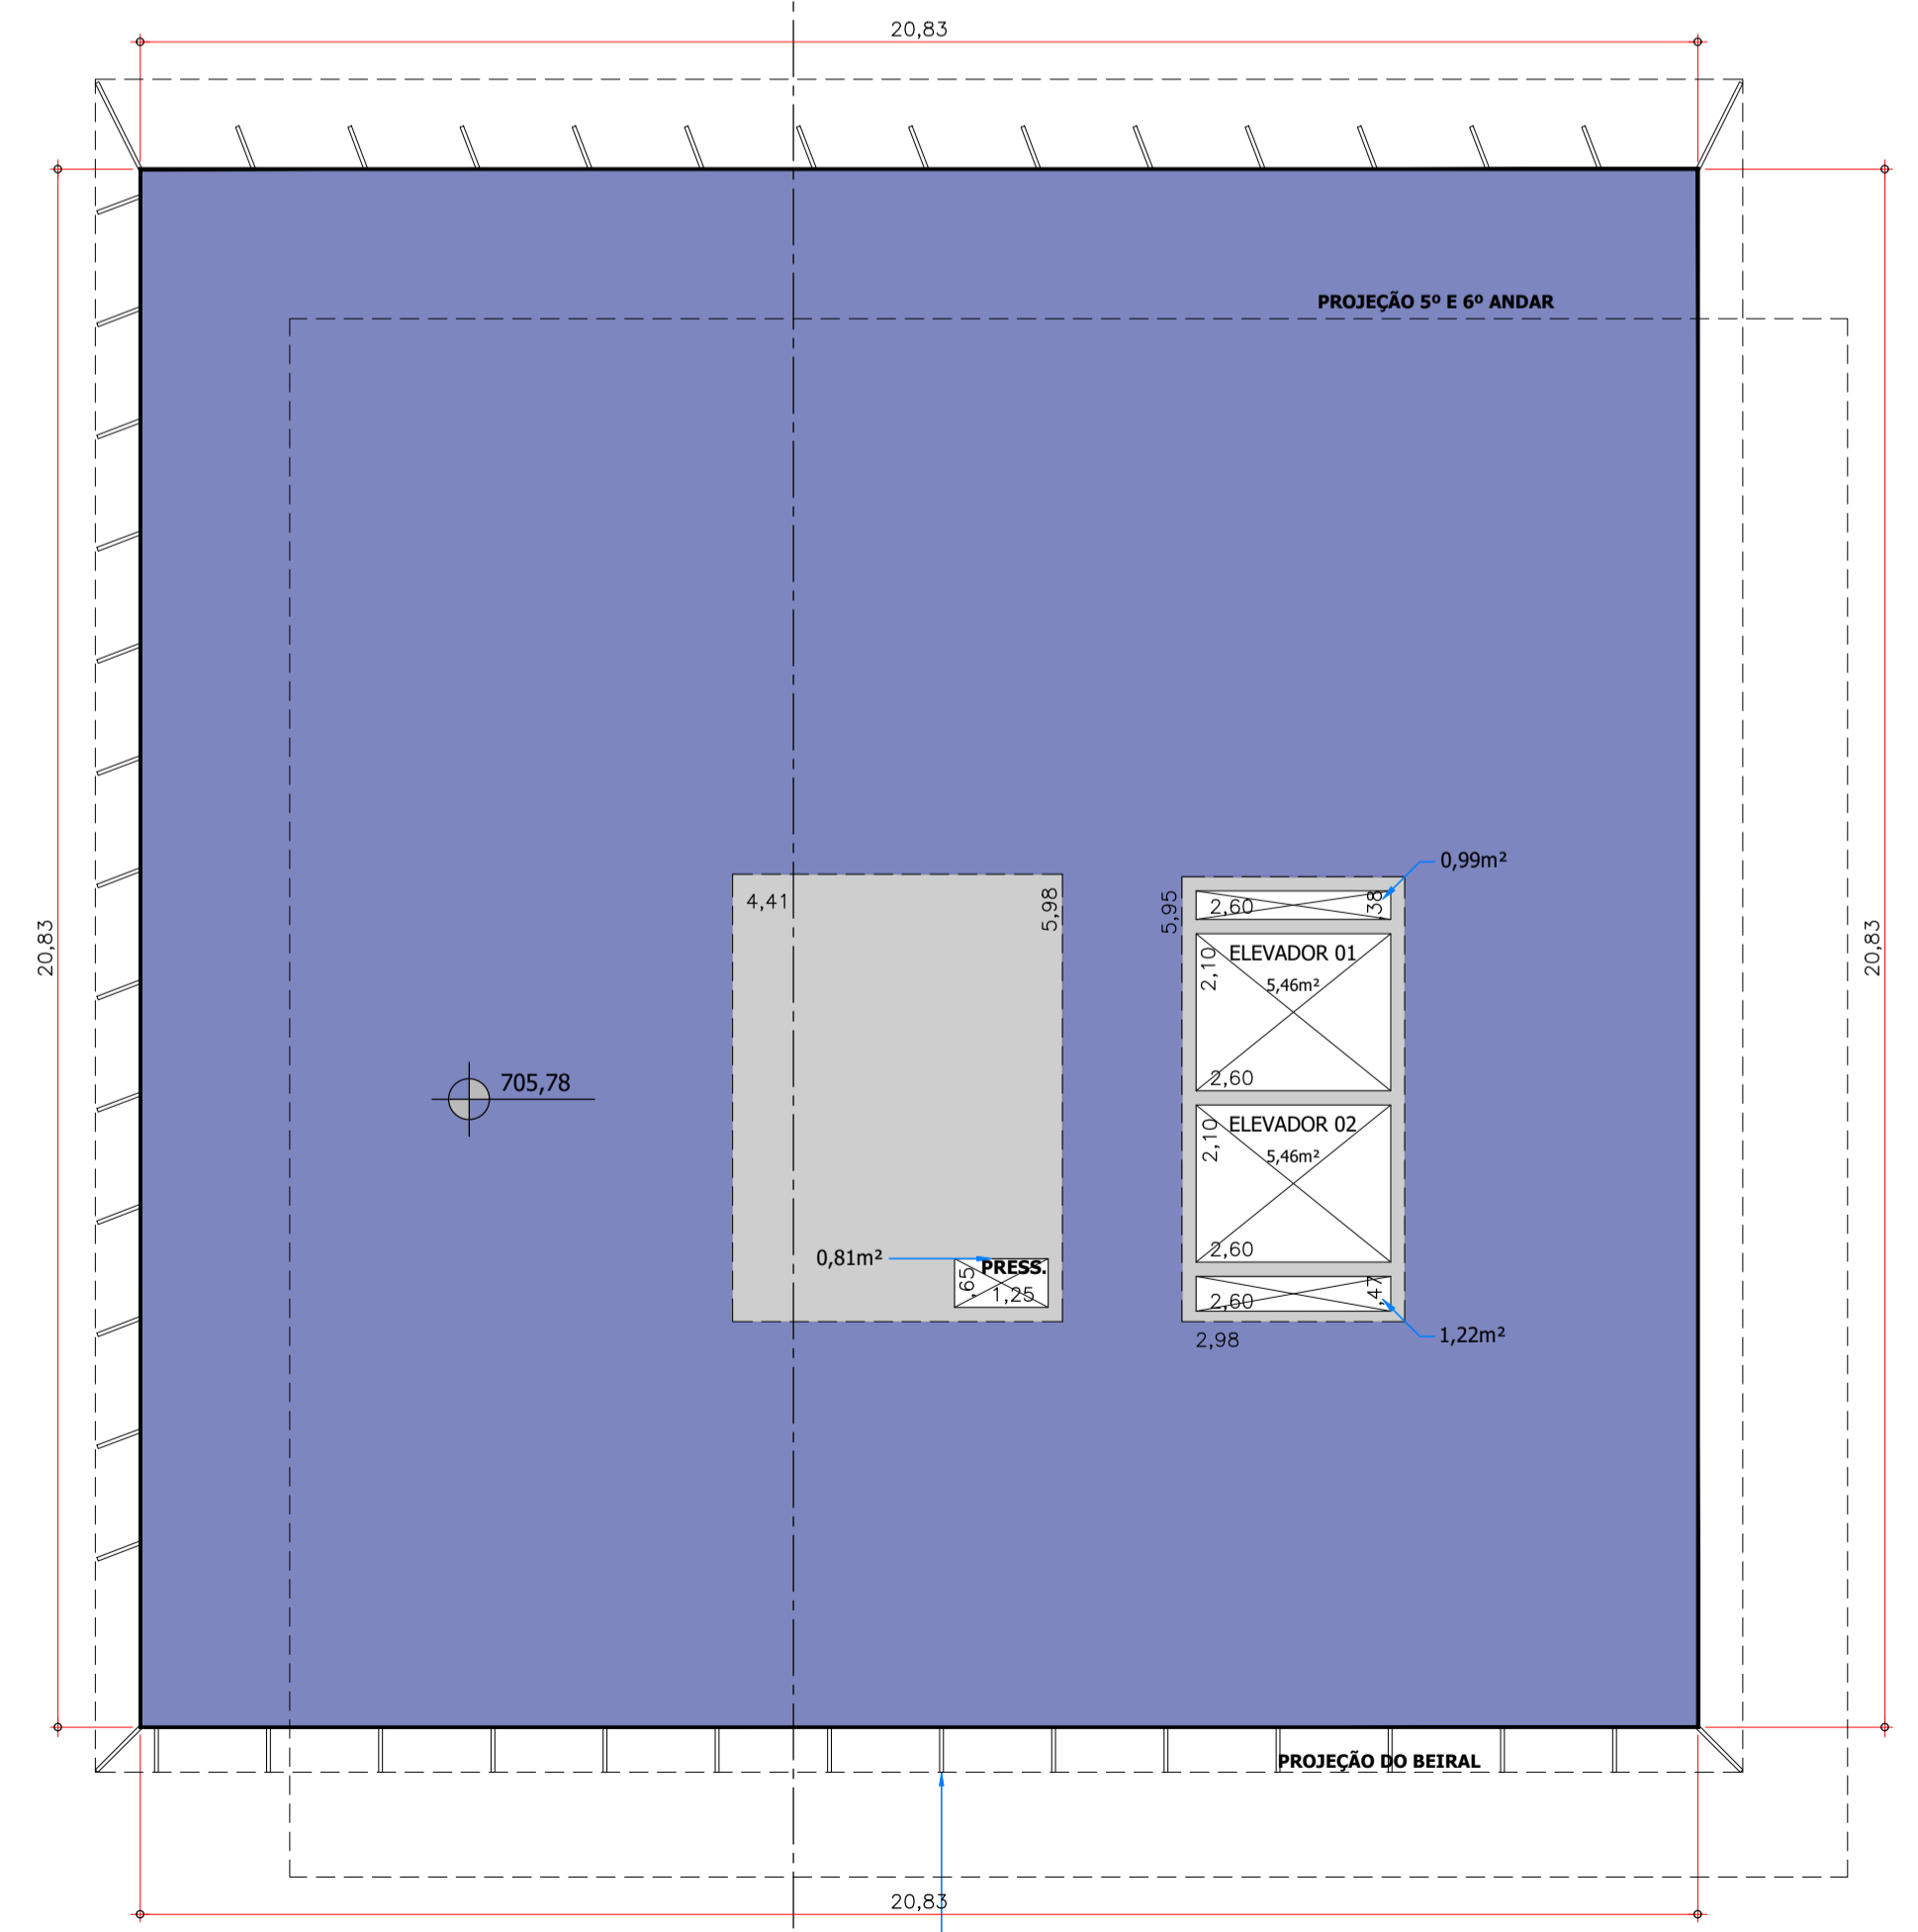 20,83
PROJEÇÃO 5º E 6º ANDAR
20,83
20,83
4,41
5,98
5,95
0,99m²
2,60
,38
ELEVADOR 01
2,10
5,46m²
2,60
705,78
ELEVADOR 02
2,10
5,46m²
2,60
0,81m²
PRESS.
,65
1,25
2,60
,47
1,22m²
2,98
PROJEÇÃO DO BEIRAL
20,83